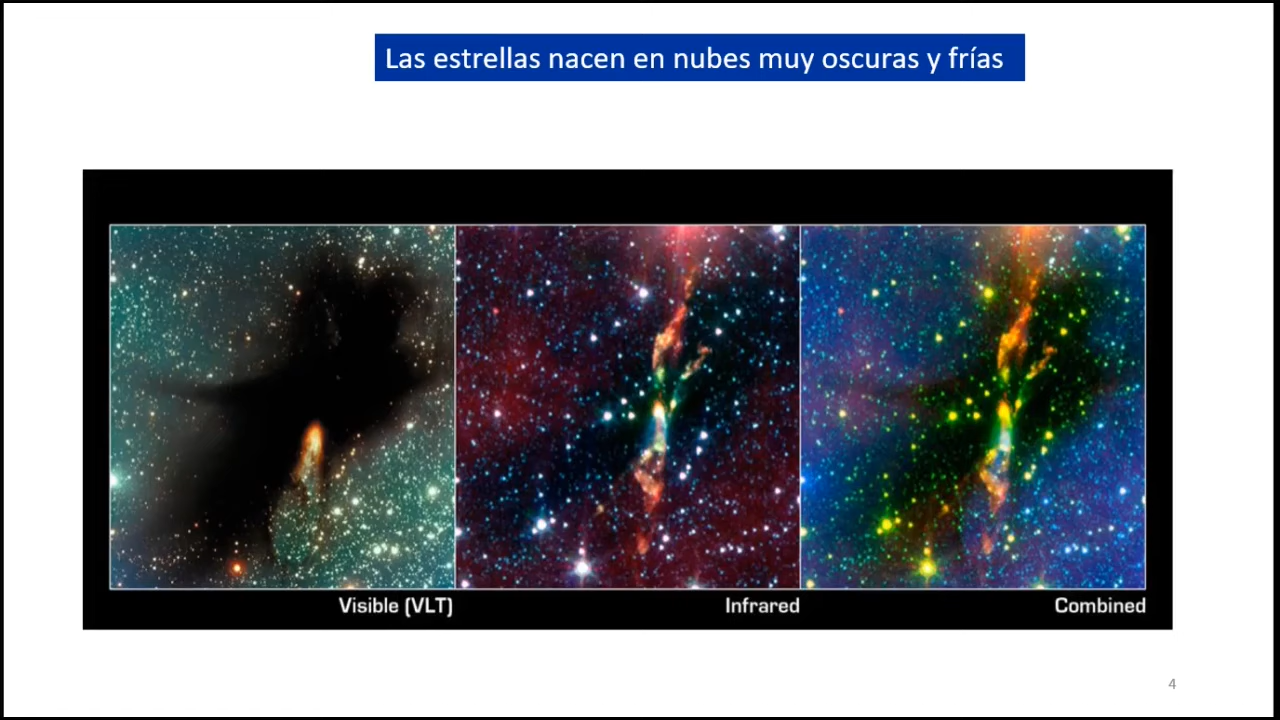 Las estrellas nacen en nubes muy oscuras y frías
Visible (VLT)
Infrared
Combined
4